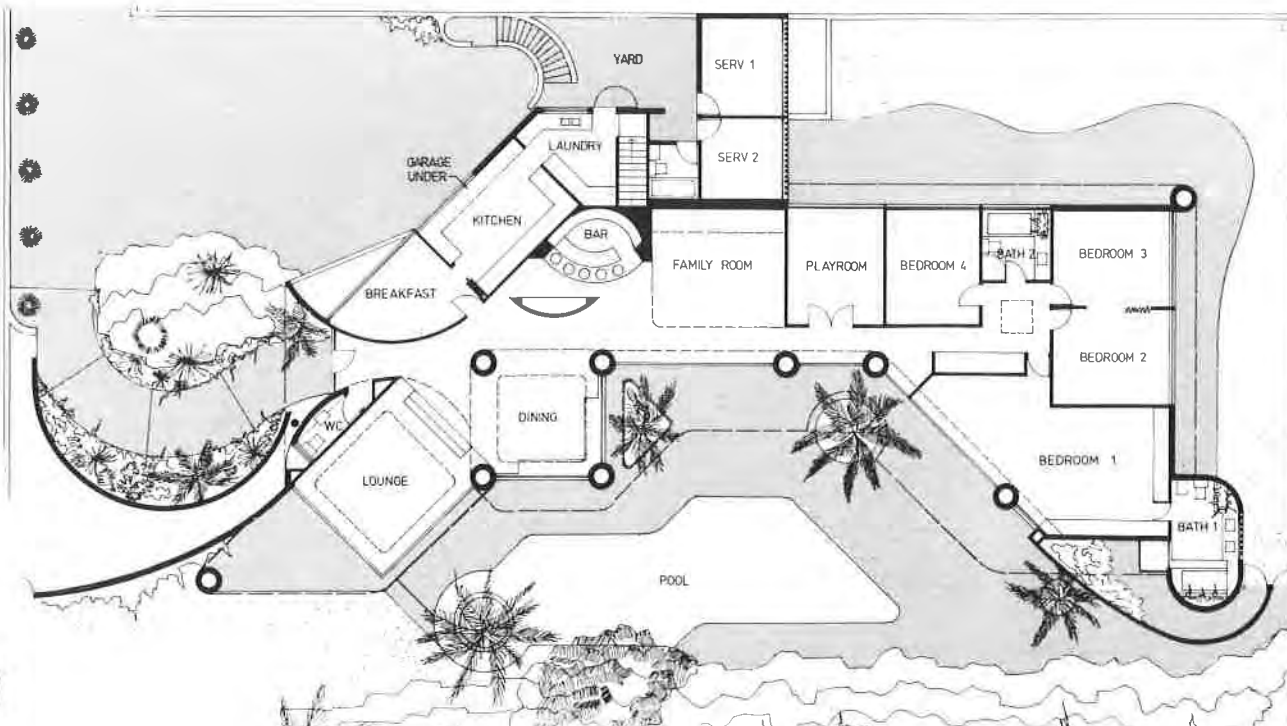 YARD
SERV 1
LAUNDRY
SERV 2
GARAGE
UNDER
KITCHEN
BAR
BREAKFAST
FAMILY ROOM
PLAYROOM
BEDROOM 4
BATH 2
BEDROOM 3
BEDROOM 2
DINING
WC
LOUNGE
BEDROOM 1
BATH 1
POOL